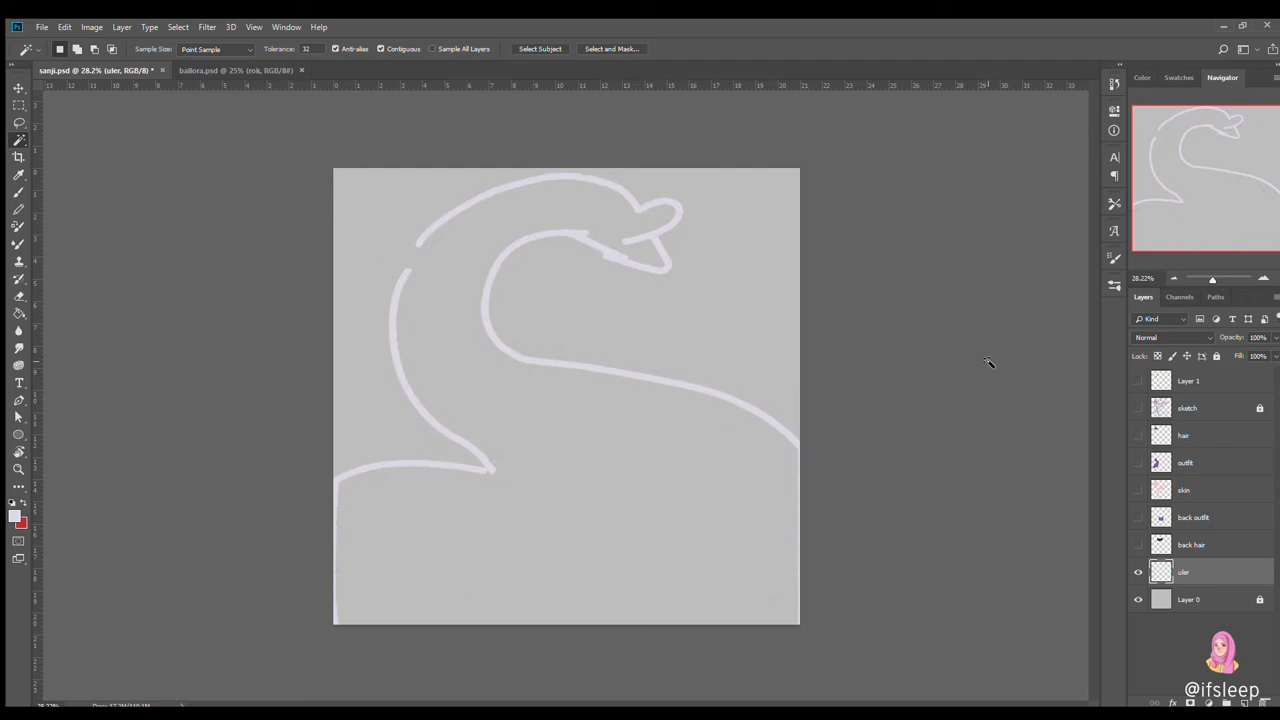 Ps File Edit Image Layer Type Select Filter 3D View Window Help
Sample Size: Point Sample Tolerance: 32 Anti-alias Contiguous Sample All Layers Select Subject Select and Mask...
sanji.psd @ 28.2% (uler, RGB/8) * × ballora.psd @ 25% (rok, RGB/8#) ×
Color Swatches Navigator
28.22%
Layers Channels Paths
Kind
Normal Opacity: 100%
Lock: Fill: 100%
Layer 1
sketch
hair
outfit
skin
back outfit
back hair
uler
Layer 0
@ifsleep